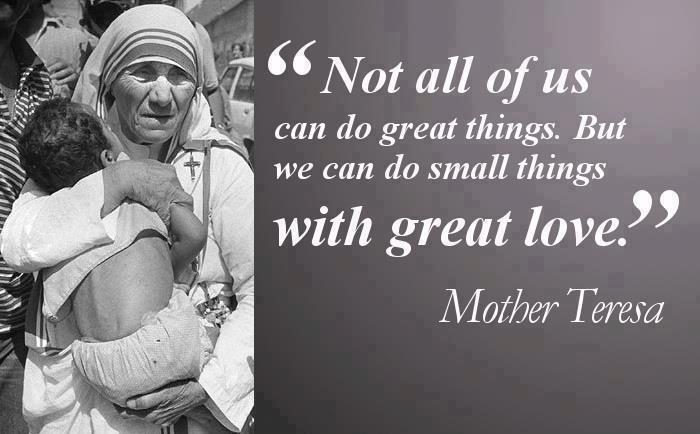 “Not all of us
can do great things. But
we can do small things
with great love.”
Mother Teresa